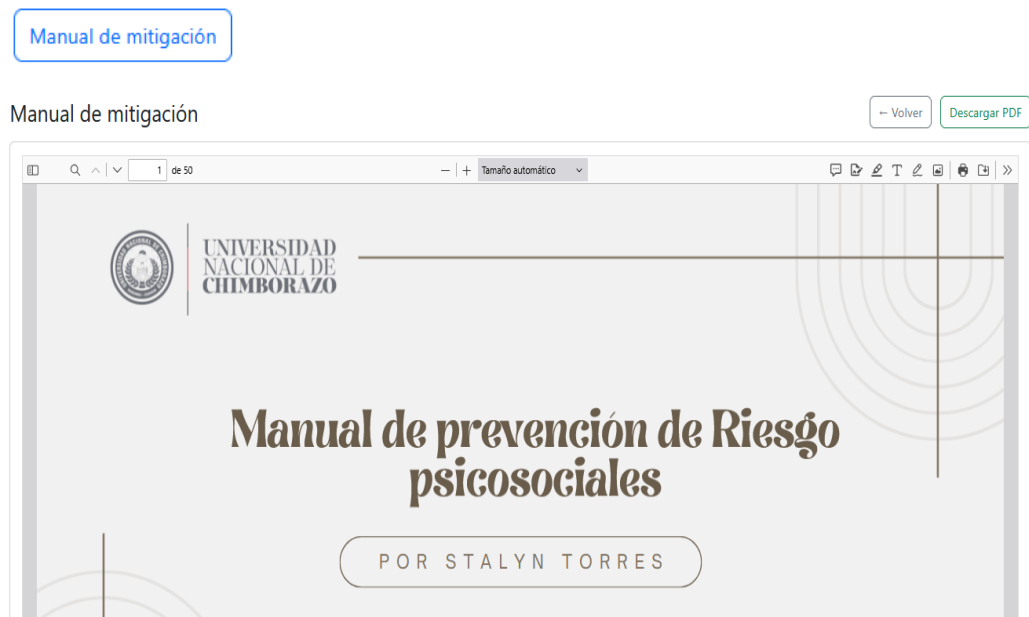 Manual de mitigación
Manual de mitigación
← Volver
Descargar PDF
1 de 50
Tamaño automático
UNIVERSIDAD
NACIONAL DE
CHIMBORAZO
Manual de prevención de Riesgo
psicosociales
POR STALYN TORRES